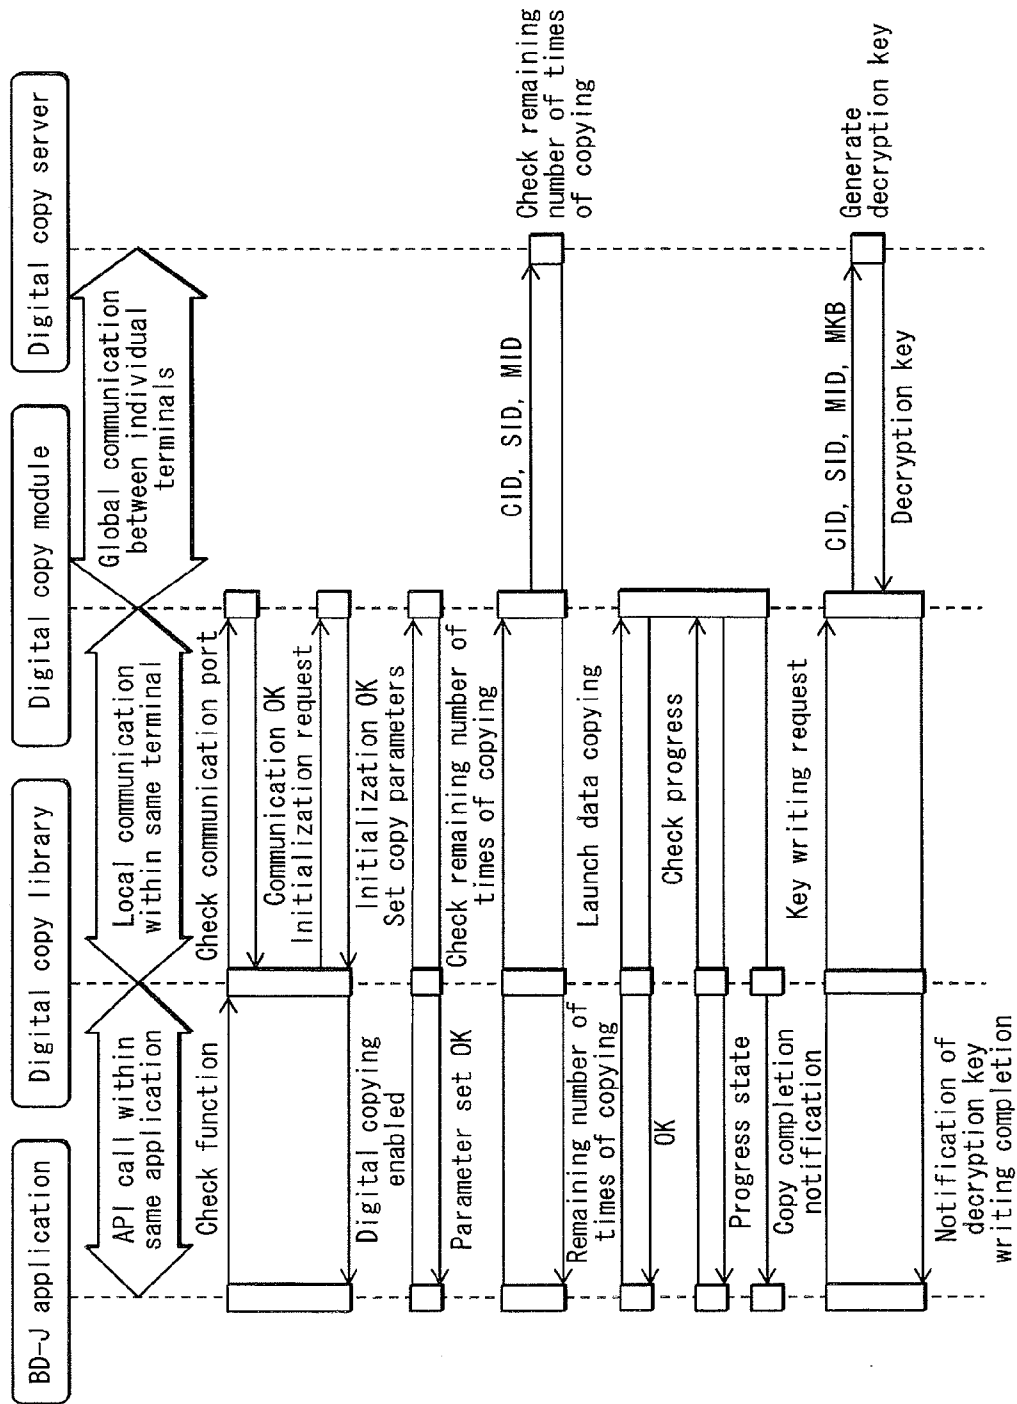 BD-J application
Digital copy library
Digital copy module
Digital copy server
API call within
same application
Local communication
within same terminal
Global communication
between individual
terminals
Check function
Check communication port
Communication OK
Initialization request
Digital copying
enabled
Initialization OK
Set copy parameters
Parameter set OK
Check remaining number of
times of copying
CID, SID, MID
Check remaining
number of times
of copying
Remaining number of
times of copying
Launch data copying
OK
Check progress
Progress state
Copy completion
notification
Key writing request
CID, SID, MID, MKB
Generate
decryption key
Decryption key
Notification of
decryption key
writing completion